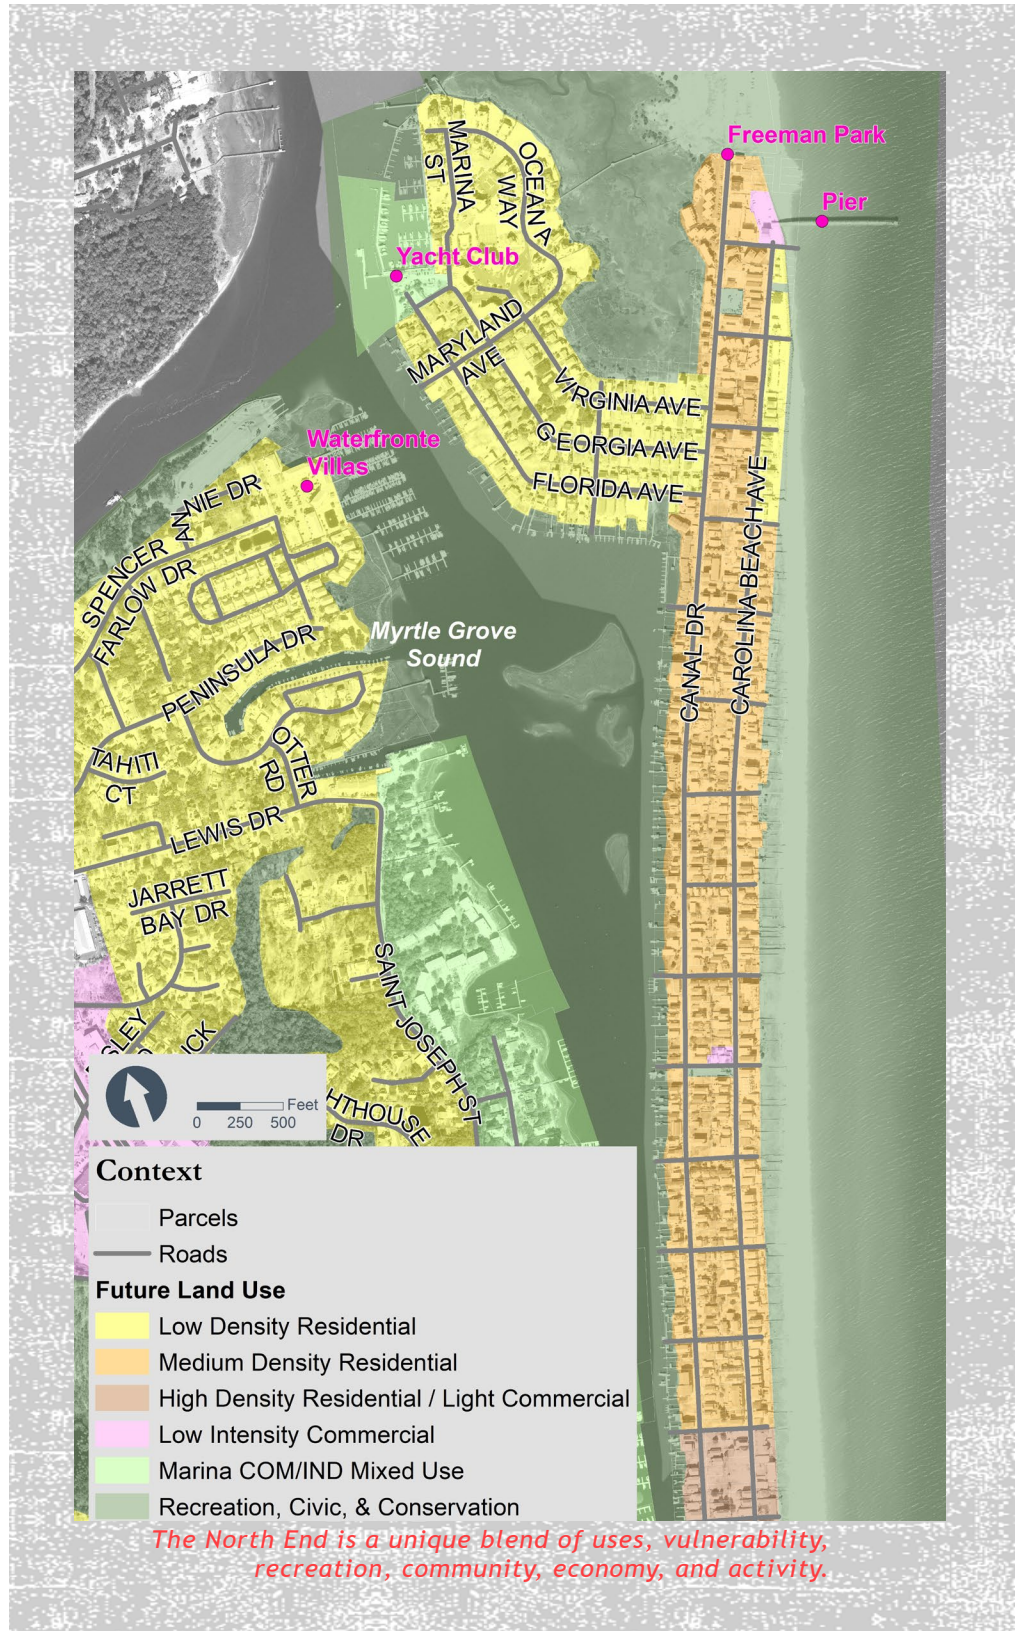 Freeman Park
Pier
MARINA
ST
OCEANA
WAY
Yacht Club
MARYLAND
AVE
VIRGINIA AVE
GEORGIA AVE
FLORIDA AVE
Waterfronte
Villas
ANNIE DR
SPENCER
FARLOW DR
PENINSULA DR
Myrtle Grove
Sound
CANAL DR
CAROLINA BEACH AVE
OTTER
RD
TAHITI
CT
LEWIS DR
JARRETT
BAY DR
SAINT JOSEPH ST
SLEY
ICK
HTHOUSE
DR
Feet
0 250 500
Context
Parcels
Roads
Future Land Use
Low Density Residential
Medium Density Residential
High Density Residential / Light Commercial
Low Intensity Commercial
Marina COM/IND Mixed Use
Recreation, Civic, & Conservation
The North End is a unique blend of uses, vulnerability,
recreation, community, economy, and activity.